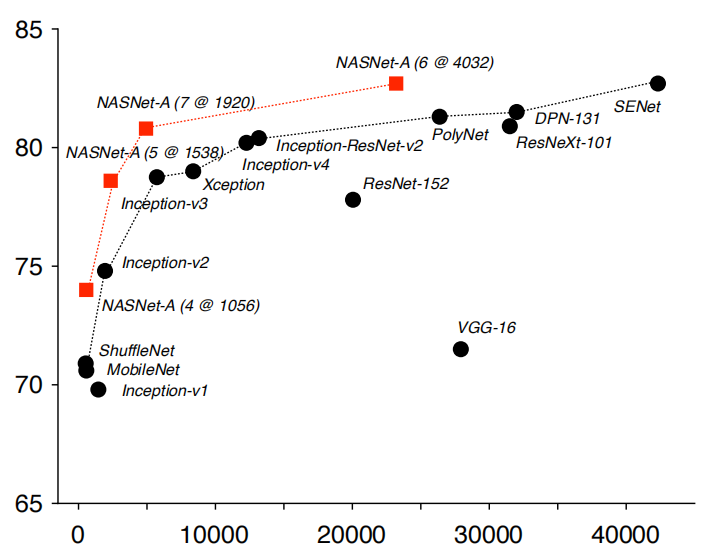 85
NASNet-A (6 @ 4032)
NASNet-A (7 @ 1920)
SENet
DPN-131
PolyNet
ResNeXt-101
80
Inception-ResNet-v2
NASNet-A (5 @ 1538)
Inception-v4
Xception
ResNet-152
Inception-v3
75
Inception-v2
NASNet-A (4 @ 1056)
VGG-16
ShuffleNet
MobileNet
70
Inception-v1
65
0 10000 20000 30000 40000